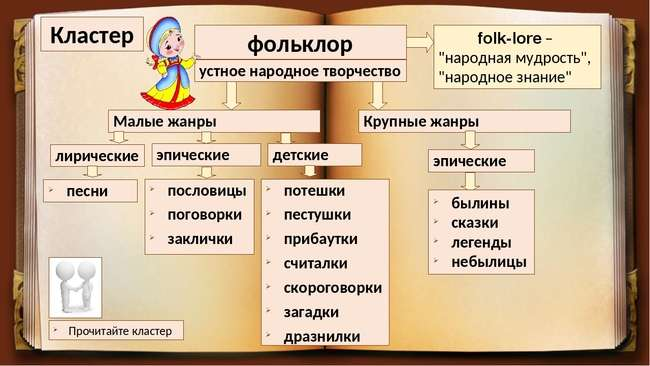 Кластер
фольклор
устное народное творчество
folk-lore –
"народная мудрость",
"народное знание"
Малые жанры
Крупные жанры
лирические
эпические
детские
эпические
песни
пословицы
поговорки
заклички
потешки
пестушки
прибаутки
считалки
скороговорки
загадки
дразнилки
былины
сказки
легенды
небылицы
Прочитайте кластер